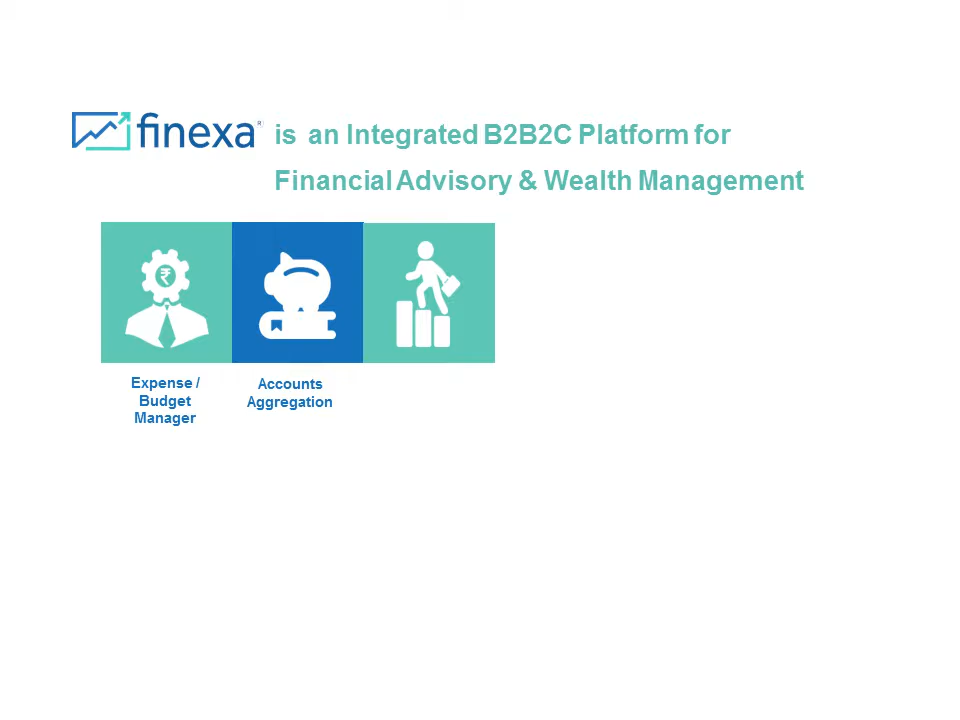 finexa® is an Integrated B2B2C Platform for
Financial Advisory & Wealth Management
₹
Expense /
Budget
Manager
Accounts
Aggregation